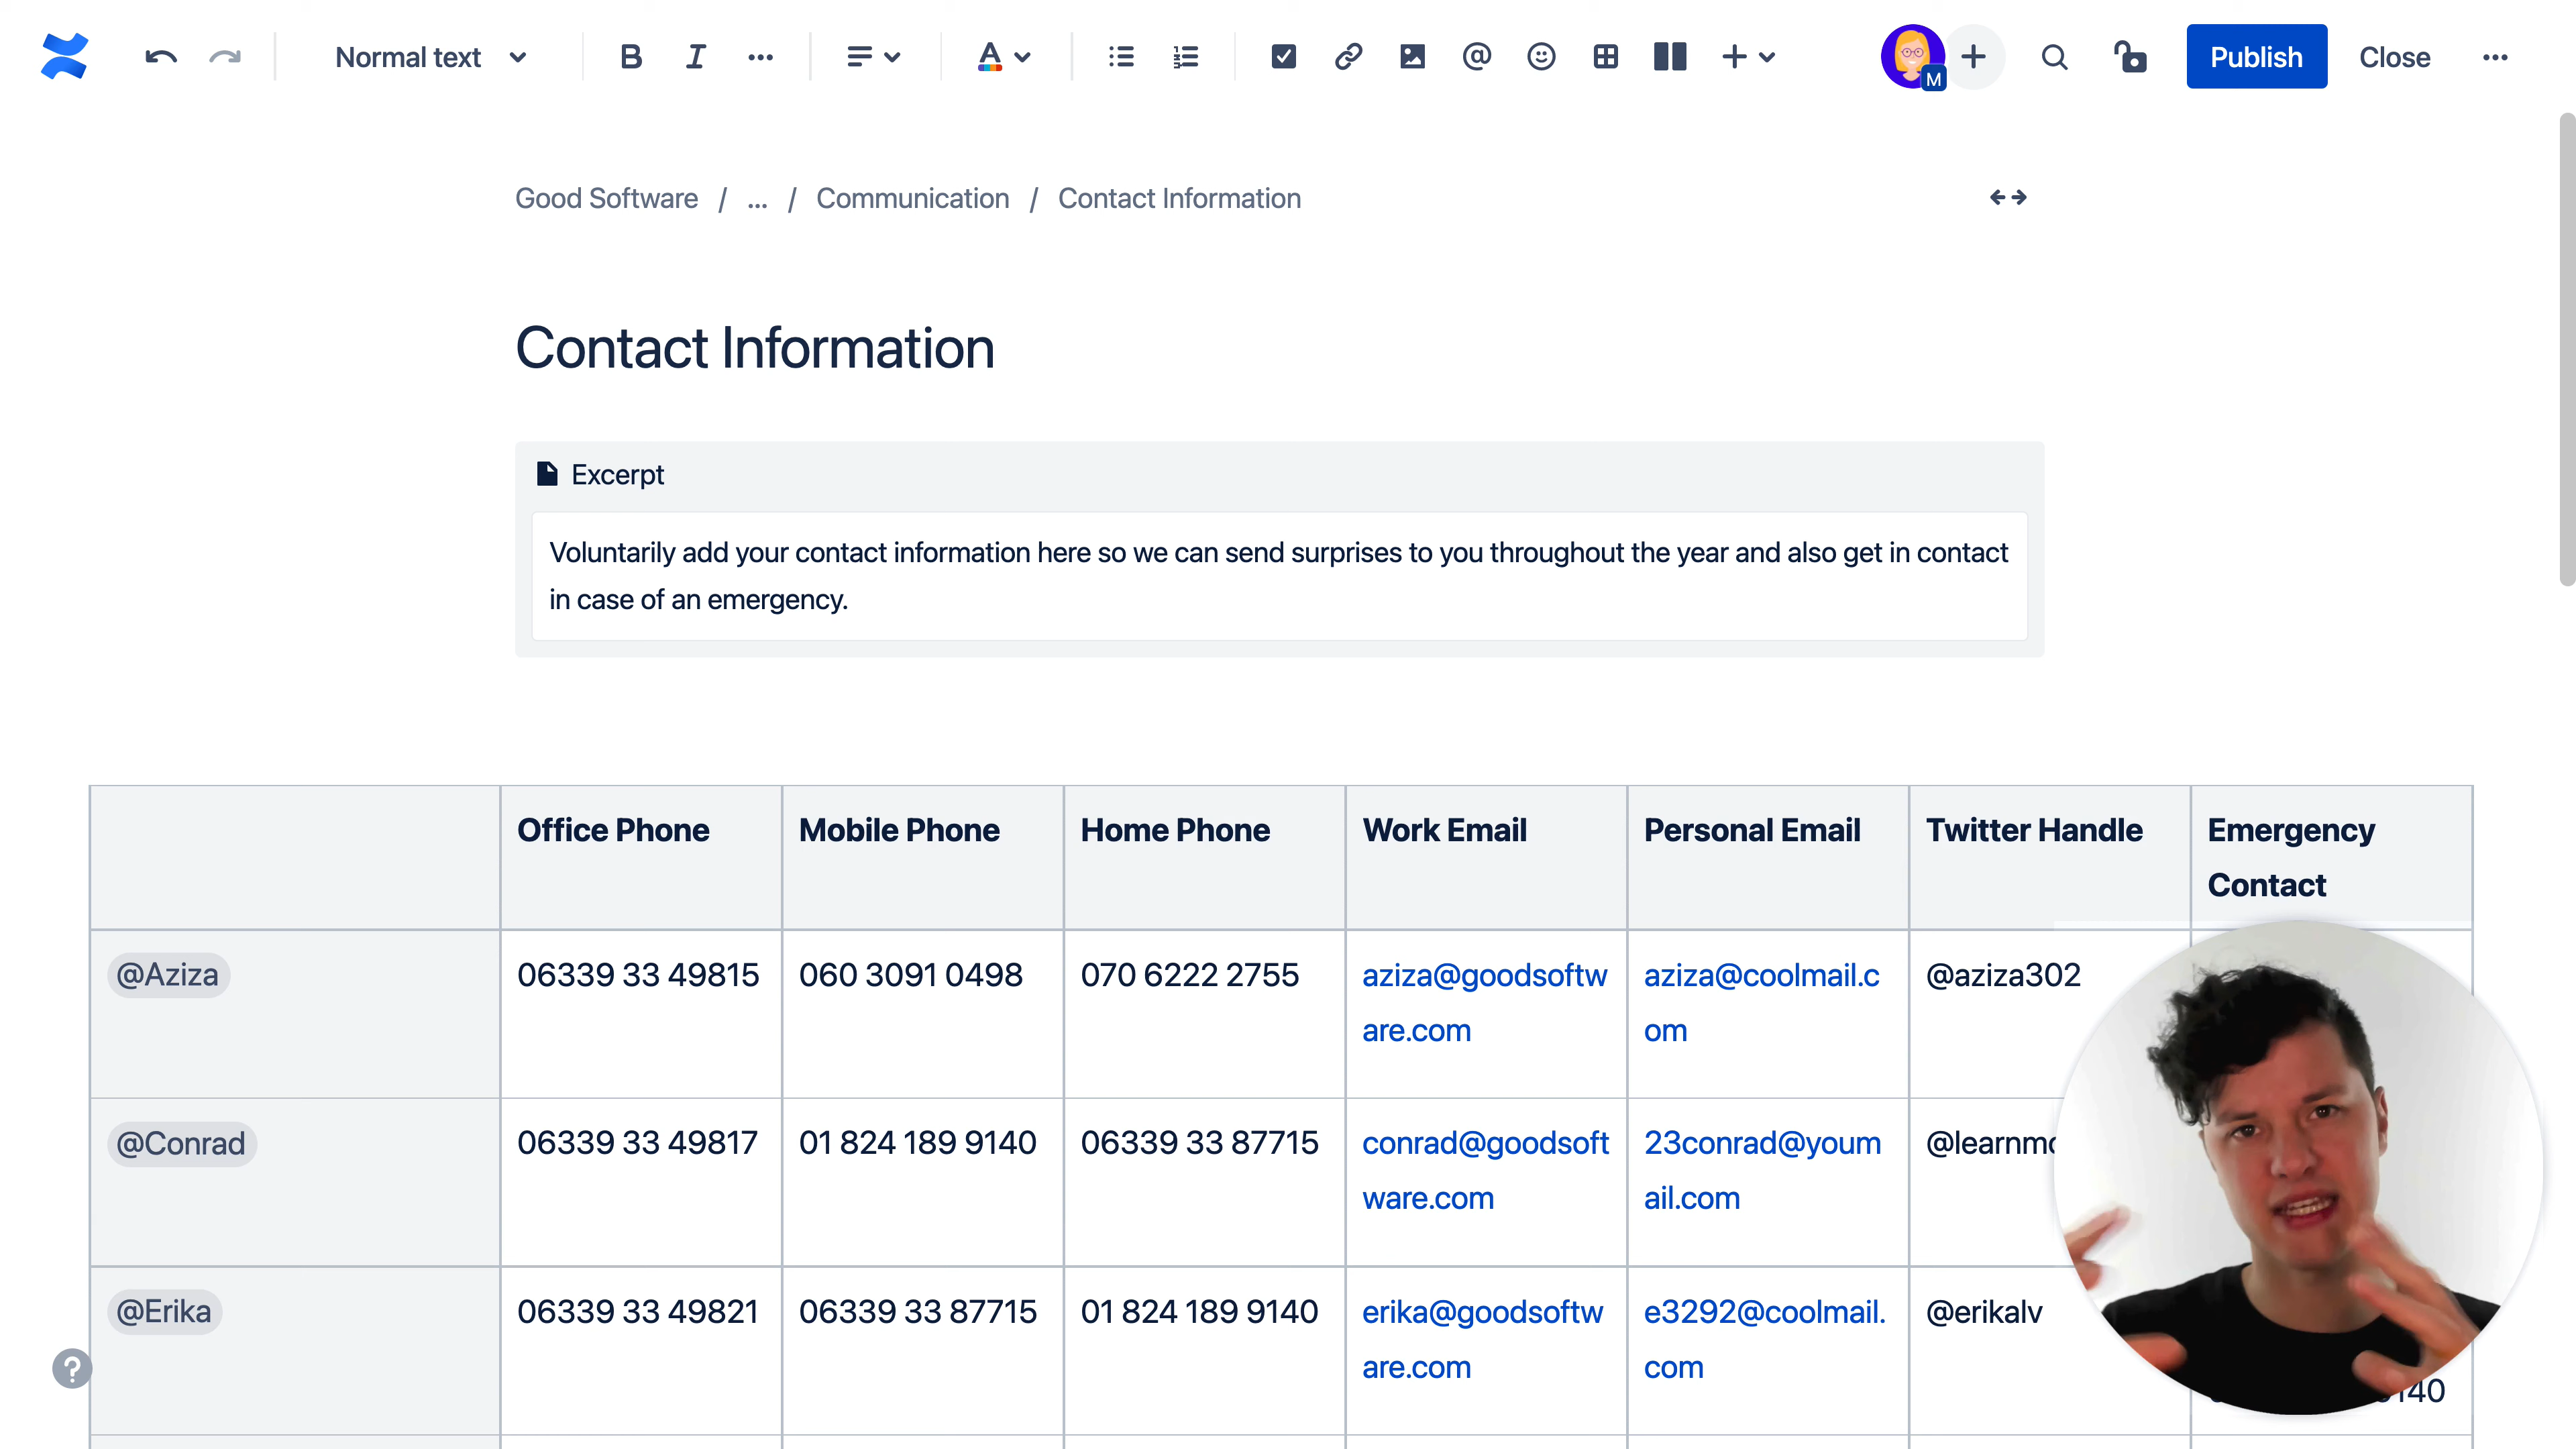 Normal text
B I ... A @ M Publish Close ...
Good Software / ... / Communication / Contact Information
Contact Information
Excerpt
Voluntarily add your contact information here so we can send surprises to you throughout the year and also get in contact
in case of an emergency.
Office Phone Mobile Phone Home Phone Work Email Personal Email Twitter Handle Emergency
Contact
@Aziza 06339 33 49815 060 3091 0498 070 6222 2755 aziza@goodsoftw aziza@coolmail.c @aziza302
are.com om
@Conrad 06339 33 49817 01 824 189 9140 06339 33 87715 conrad@goodsoft 23conrad@youm
ware.com ail.com
@Erika 06339 33 49821 06339 33 87715 01 824 189 9140 erika@goodsoftw e3292@coolmail. @erikalv
are.com com
?